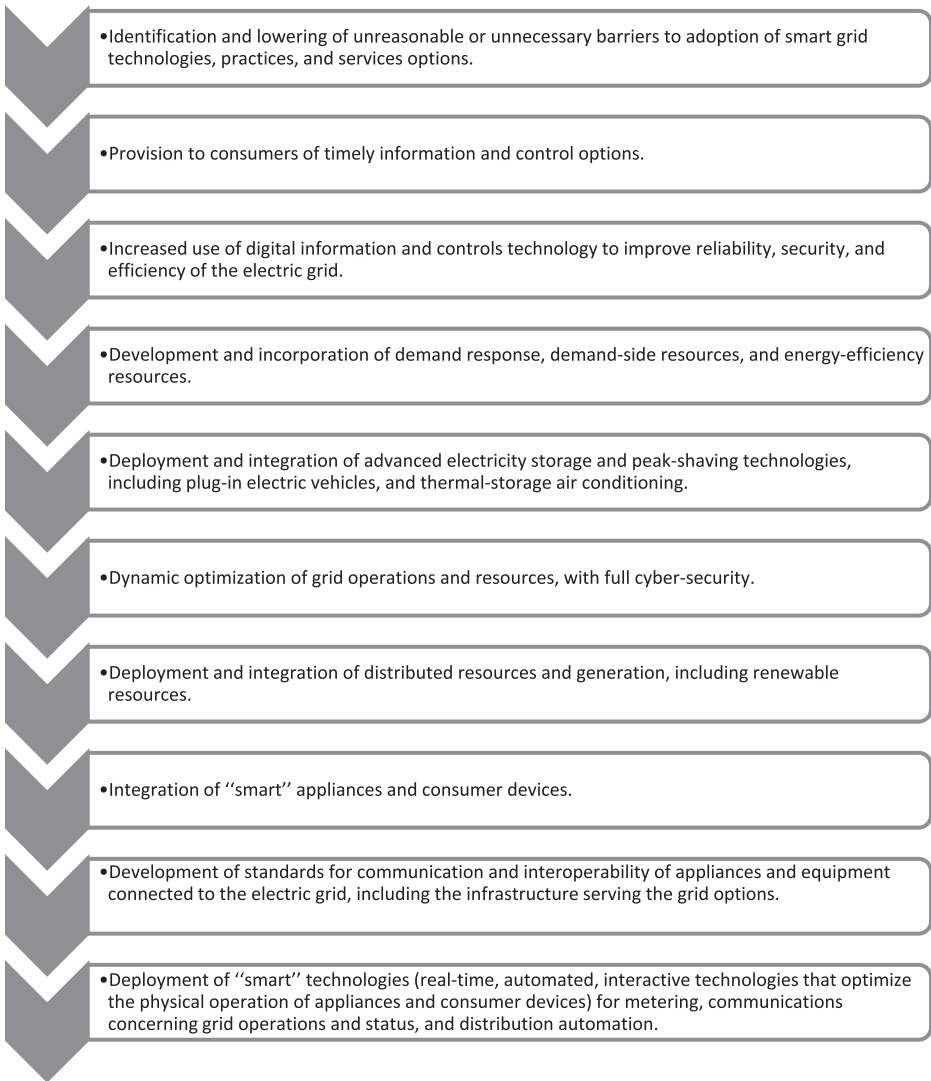 •Identification and lowering of unreasonable or unnecessary barriers to adoption of smart grid
technologies, practices, and services options.
•Provision to consumers of timely information and control options.
•Increased use of digital information and controls technology to improve reliability, security, and
efficiency of the electric grid.
•Development and incorporation of demand response, demand-side resources, and energy-efficiency
resources.
•Deployment and integration of advanced electricity storage and peak-shaving technologies,
including plug-in electric vehicles, and thermal-storage air conditioning.
•Dynamic optimization of grid operations and resources, with full cyber-security.
•Deployment and integration of distributed resources and generation, including renewable
resources.
•Integration of ‘‘smart’’ appliances and consumer devices.
•Development of standards for communication and interoperability of appliances and equipment
connected to the electric grid, including the infrastructure serving the grid options.
•Deployment of ‘‘smart’’ technologies (real-time, automated, interactive technologies that optimize
the physical operation of appliances and consumer devices) for metering, communications
concerning grid operations and status, and distribution automation.